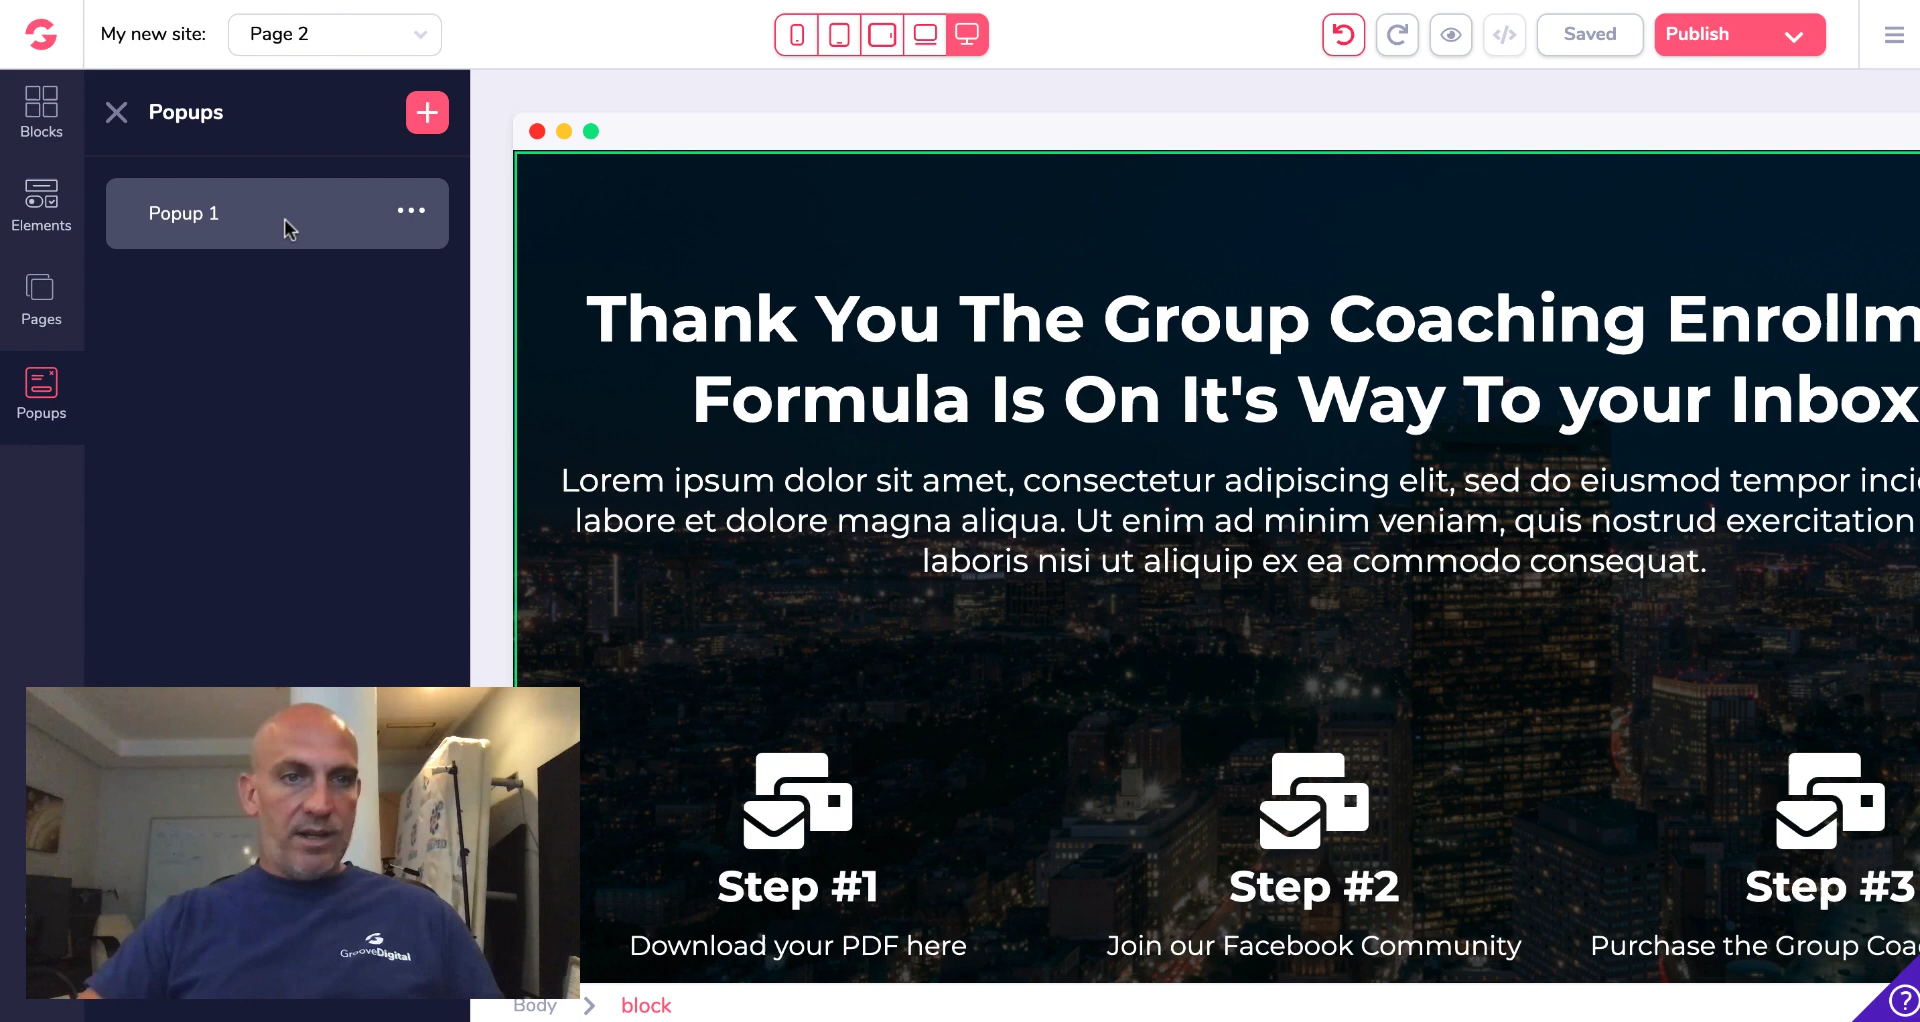 My new site:
Page 2
Saved
Publish
Blocks
Elements
Pages
Popups
Popups
Popup 1
Thank You The Group Coaching Enrollm
Formula Is On It's Way To your Inbox
Lorem ipsum dolor sit amet, consectetur adipiscing elit, sed do eiusmod tempor inci
labore et dolore magna aliqua. Ut enim ad minim veniam, quis nostrud exercitation
laboris nisi ut aliquip ex ea commodo consequat.
Step #1
Download your PDF here
Step #2
Join our Facebook Community
Step #3
Purchase the Group Coa
GrooveDigital
Body
block
?